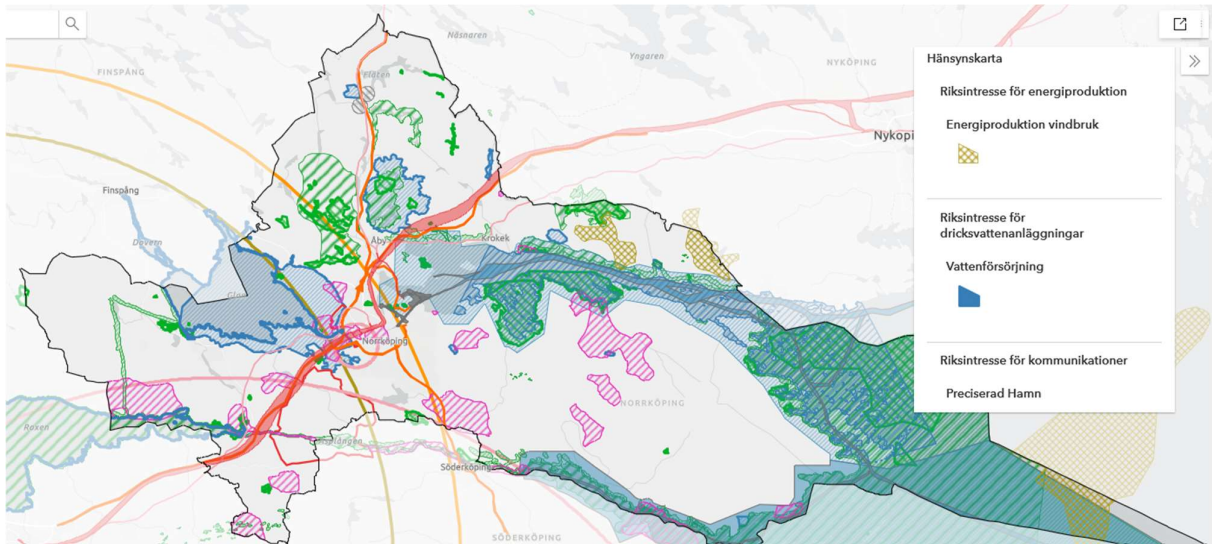 Näsnaren
Yngaren
FINSPÅNG
NYKÖPING
Flåten
Nyköpi
Finspång
Dovern
Åby
Krokek
Norrköping
NORRKÖPING
Roxen
Söderköping
SÖDERKÖPING
Hänsynskarta
Riksintresse för energiproduktion
Energiproduktion vindbruk
Riksintresse för
dricksvattenanläggningar
Vattenförsörjning
Riksintresse för kommunikationer
Preciserad Hamn